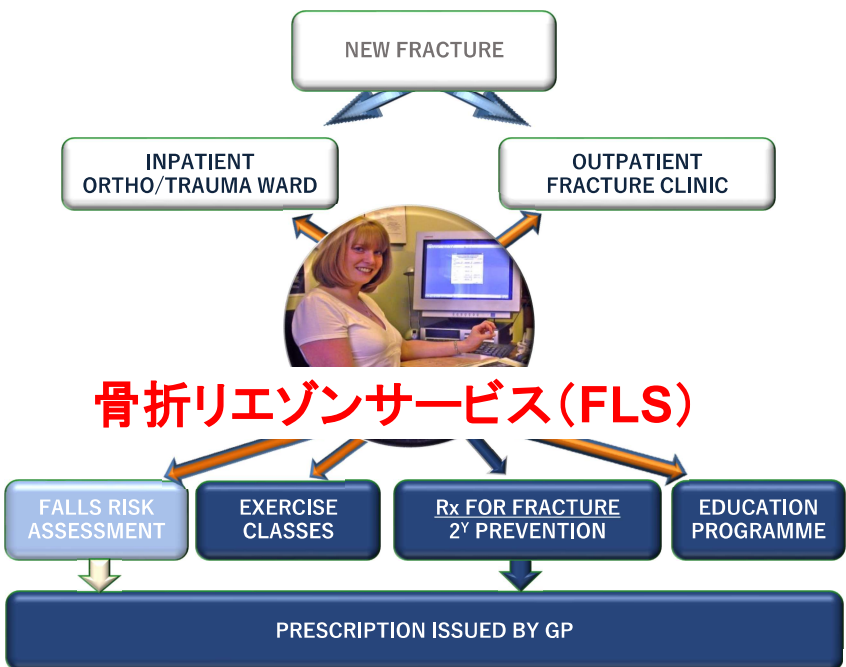 NEW FRACTURE
INPATIENT
ORTHO/TRAUMA WARD
OUTPATIENT
FRACTURE CLINIC
骨折リエゾンサービス(FLS)
FALLS RISK
ASSESSMENT
EXERCISE
CLASSES
Rx FOR FRACTURE
2Y PREVENTION
EDUCATION
PROGRAMME
PRESCRIPTION ISSUED BY GP